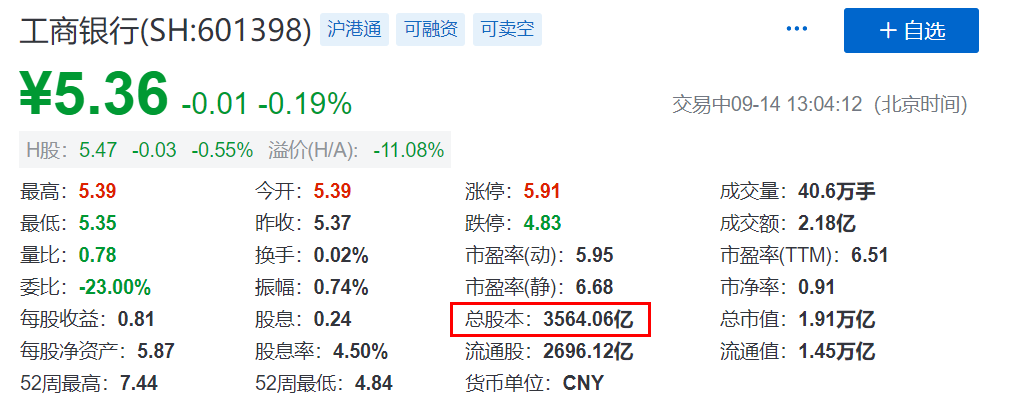 工商银行(SH:601398) 沪港通 可融资 可卖空 ··· ＋自选
¥5.36 -0.01 -0.19% 交易中09-14 13:04:12（北京时间）
H股： 5.47 -0.03 -0.55% 溢价(H/A)： -11.08%
最高：5.39 今开：5.39 涨停：5.91 成交量：40.6万手
最低：5.35 昨收：5.37 跌停：4.83 成交额：2.18亿
量比：0.78 换手：0.02% 市盈率(动)：5.95 市盈率(TTM)：6.51
委比：-23.00% 振幅：0.74% 市盈率(静)：6.68 市净率：0.91
每股收益：0.81 股息：0.24 总股本：3564.06亿 总市值：1.91万亿
每股净资产：5.87 股息率：4.50% 流通股：2696.12亿 流通值：1.45万亿
52周最高：7.44 52周最低：4.84 货币单位：CNY